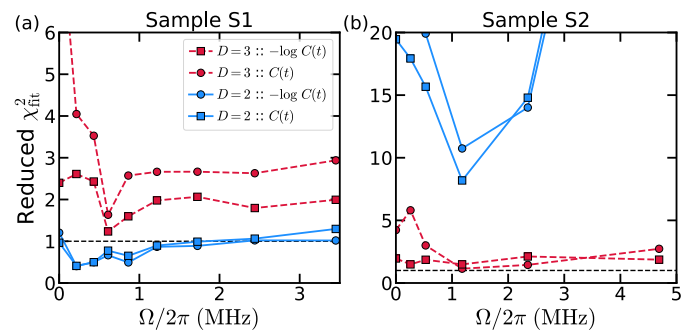 (a) Sample S1
Reduced χ²fit
6
5
4
3
2
1
0
0 1 2 3
Ω/2π (MHz)
D = 3 :: −log C(t)
D = 3 :: C(t)
D = 2 :: −log C(t)
D = 2 :: C(t)
(b) Sample S2
20
15
10
5
0 1 2 3 4 5
Ω/2π (MHz)